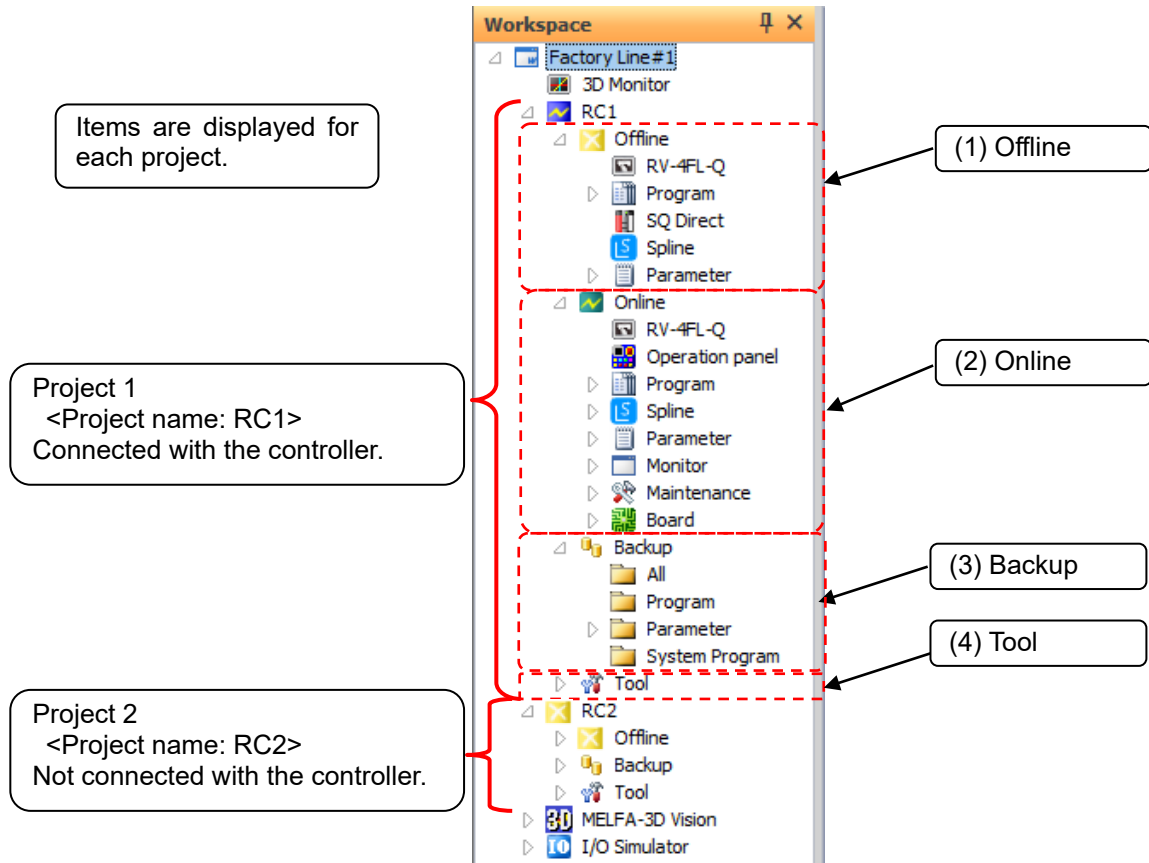 Workspace
Factory Line#1
3D Monitor
RC1
Offline
RV-4FL-Q
Program
SQ Direct
Spline
Parameter
Online
RV-4FL-Q
Operation panel
Program
Spline
Parameter
Monitor
Maintenance
Board
Backup
All
Program
Parameter
System Program
Tool
RC2
Offline
Backup
Tool
MELFA-3D Vision
I/O Simulator
Items are displayed for
each project.
Project 1
<Project name: RC1>
Connected with the controller.
Project 2
<Project name: RC2>
Not connected with the controller.
(1) Offline
(2) Online
(3) Backup
(4) Tool